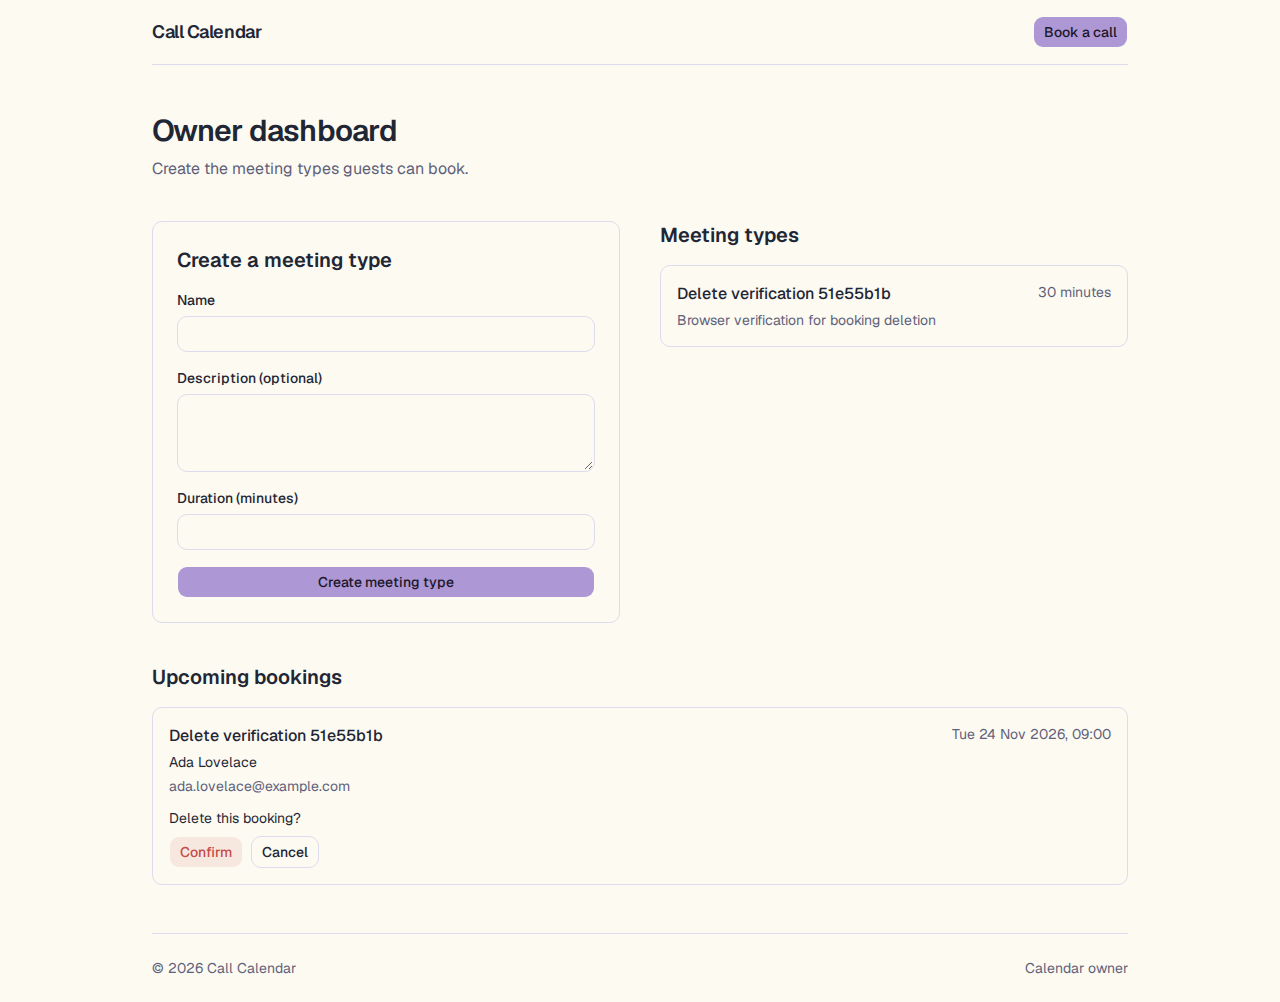 Call Calendar
Book a call
Owner dashboard
Create the meeting types guests can book.
Create a meeting type
Name
Description (optional)
Duration (minutes)
Create meeting type
Meeting types
Delete verification 51e55b1b
30 minutes
Browser verification for booking deletion
Upcoming bookings
Delete verification 51e55b1b
Tue 24 Nov 2026, 09:00
Ada Lovelace
ada.lovelace@example.com
Delete this booking?
Confirm
Cancel
© 2026 Call Calendar
Calendar owner